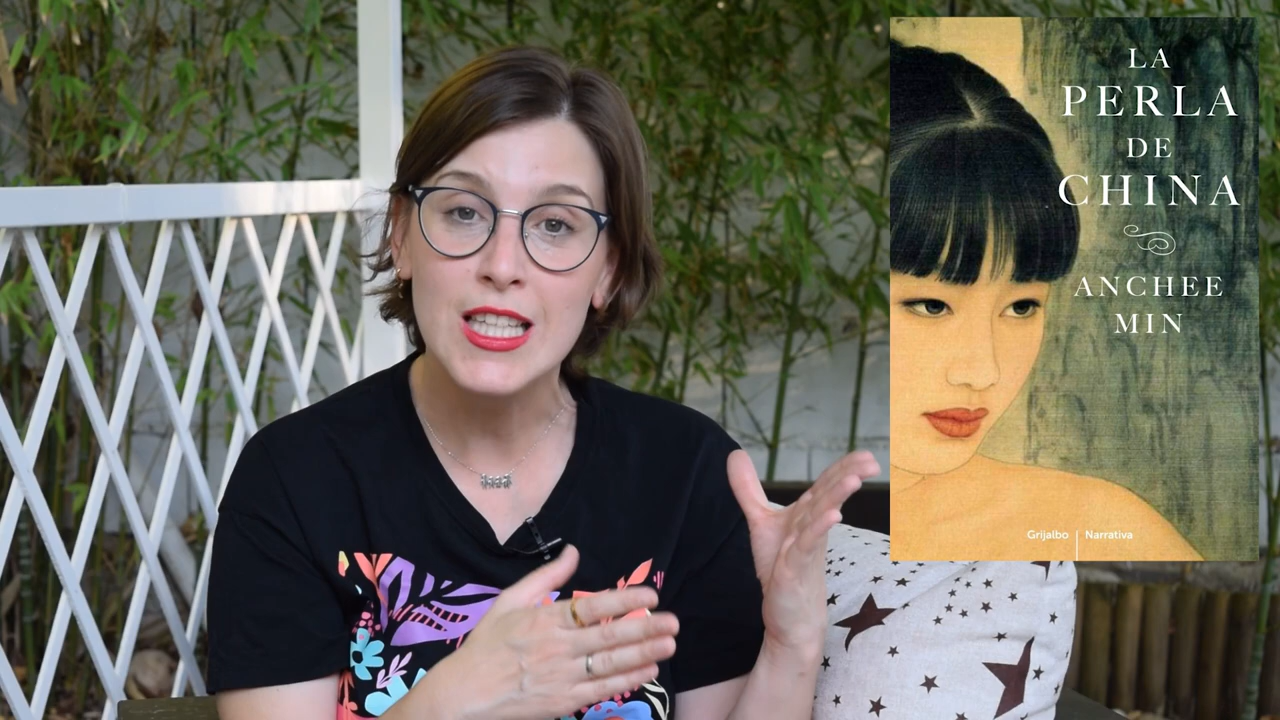 LA
PERLA
DE
CHINA
ANCHEE
MIN
Grijalbo | Narrativa